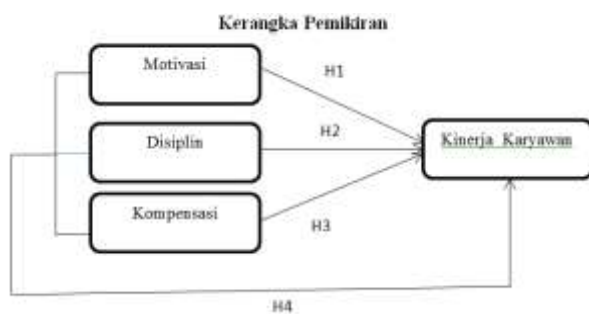 Kerangka Pemikiran
Motivasi
H1
Disiplin
H2
Kinerja Karyawan
Kompensasi
H3
H4